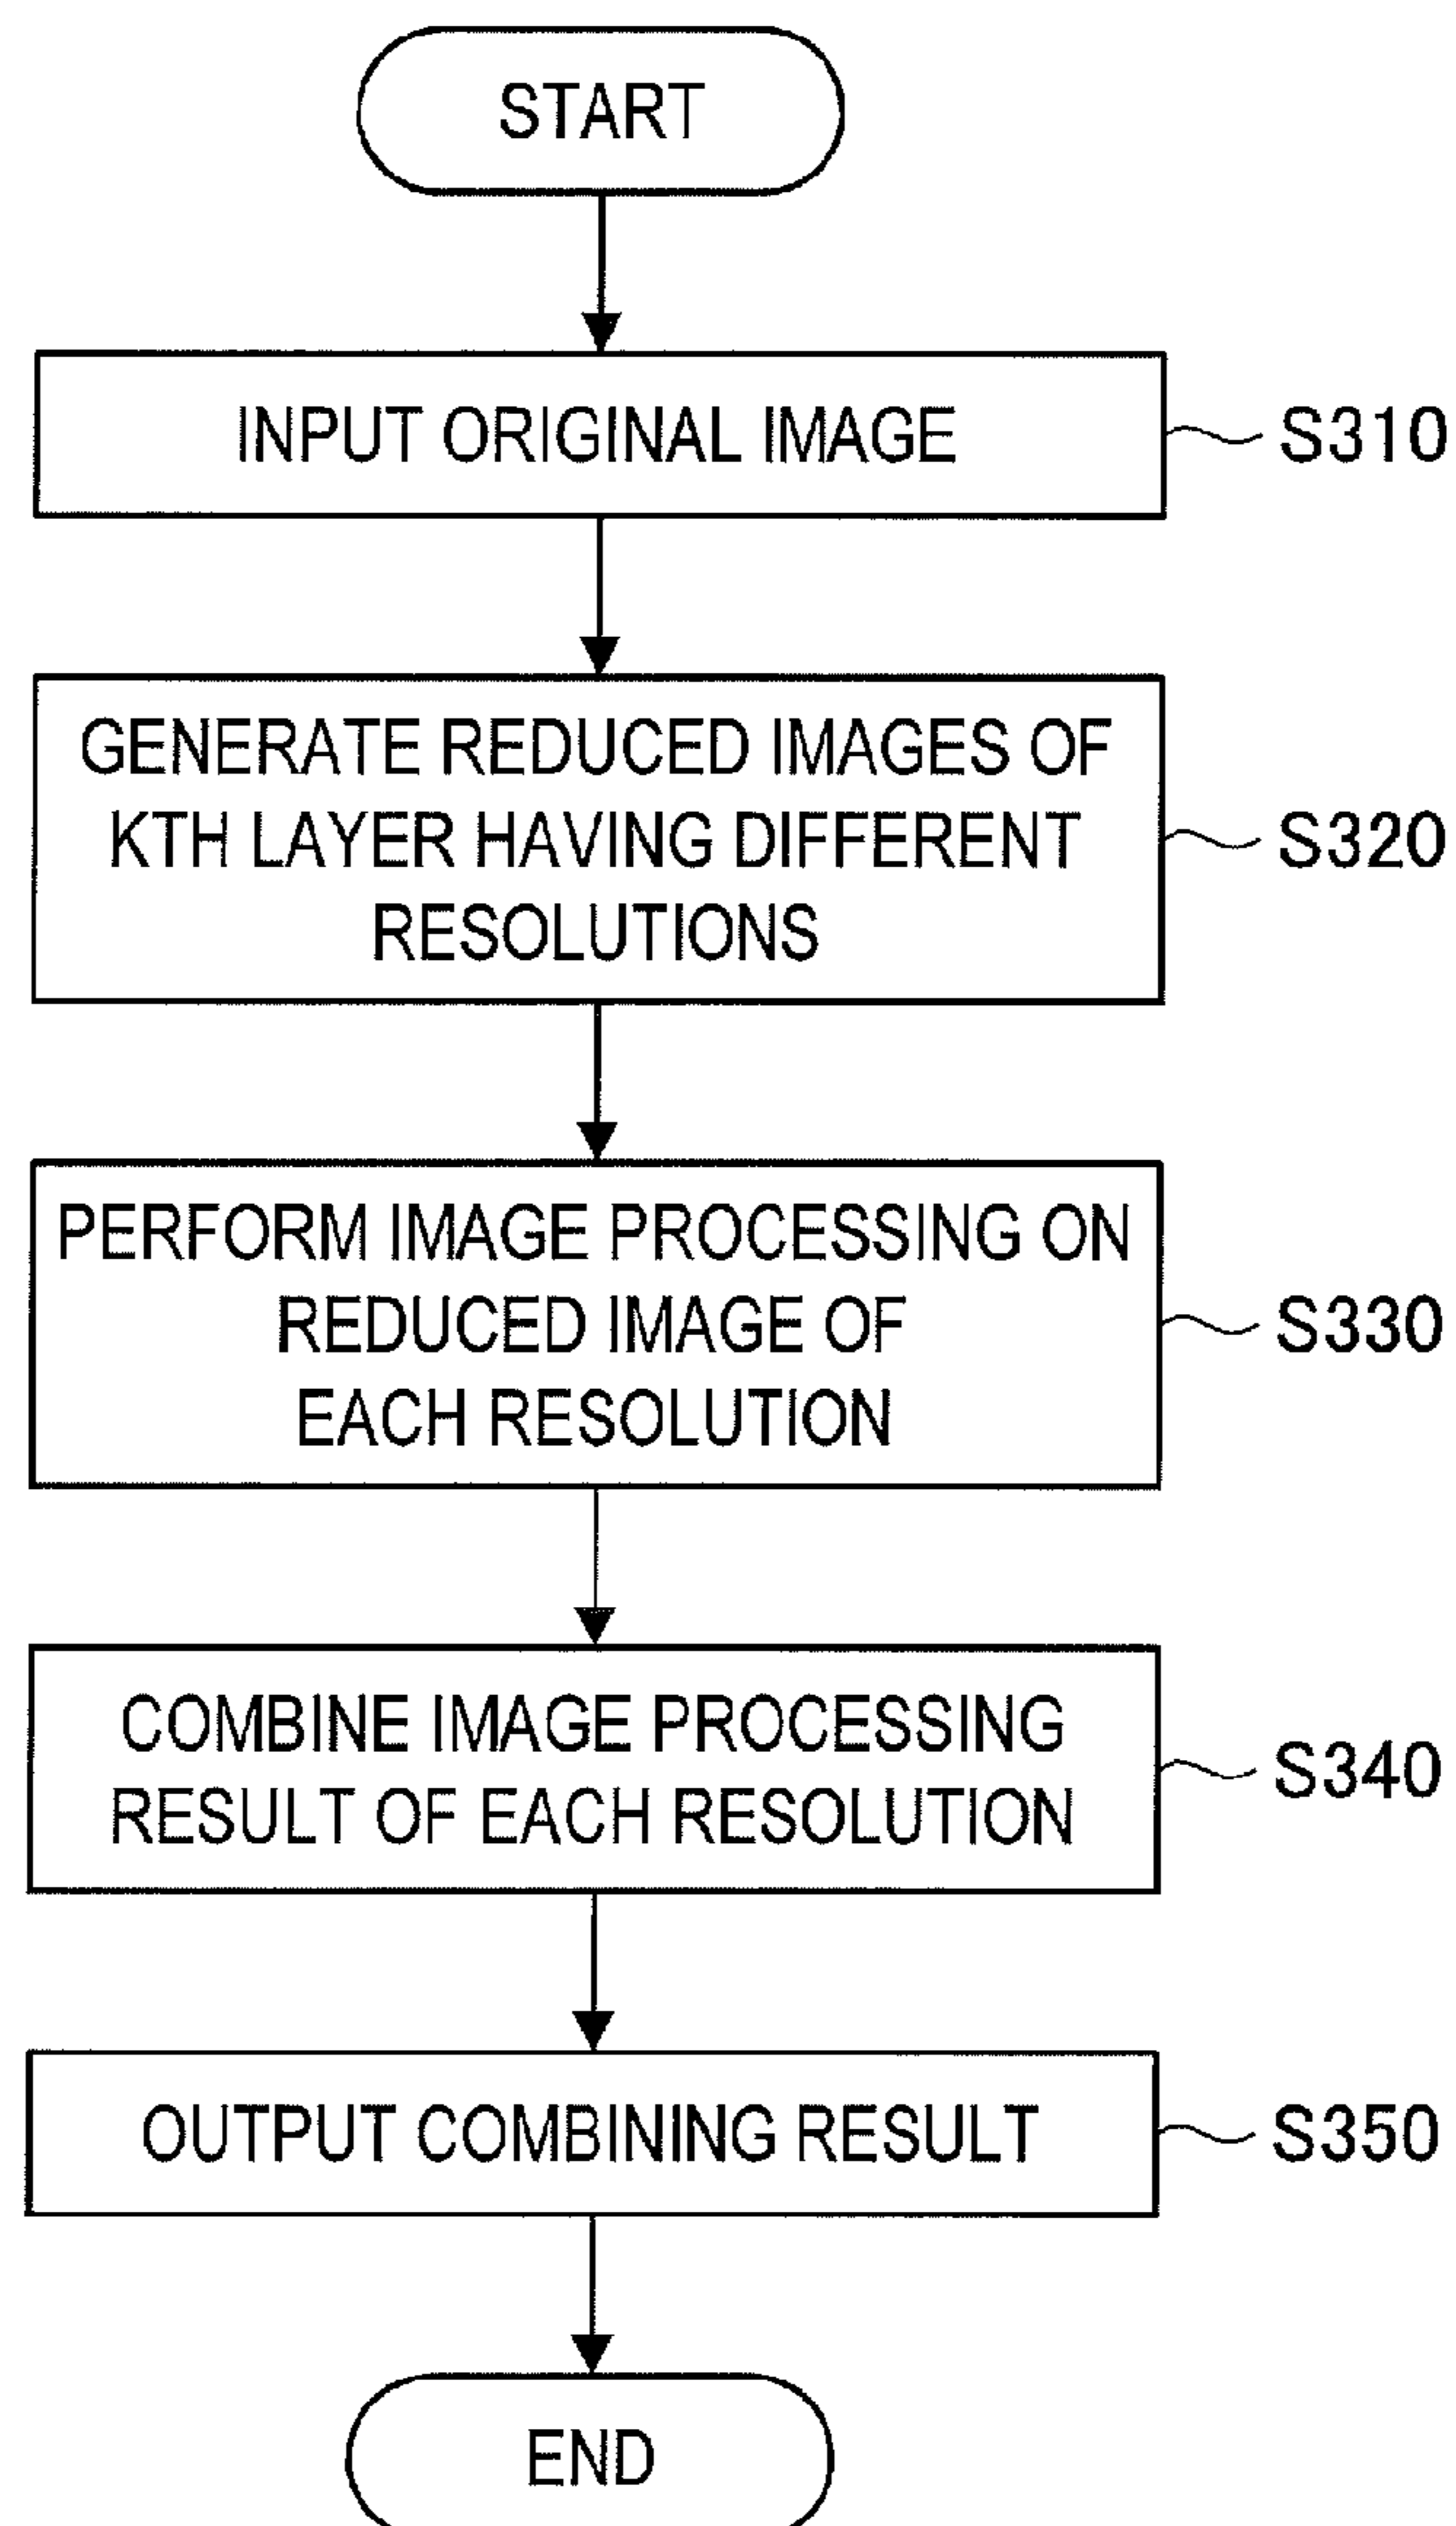 START
INPUT ORIGINAL IMAGE
S310
GENERATE REDUCED IMAGES OF
KTH LAYER HAVING DIFFERENT
RESOLUTIONS
S320
PERFORM IMAGE PROCESSING ON
REDUCED IMAGE OF
EACH RESOLUTION
S330
COMBINE IMAGE PROCESSING
RESULT OF EACH RESOLUTION
S340
OUTPUT COMBINING RESULT
S350
END